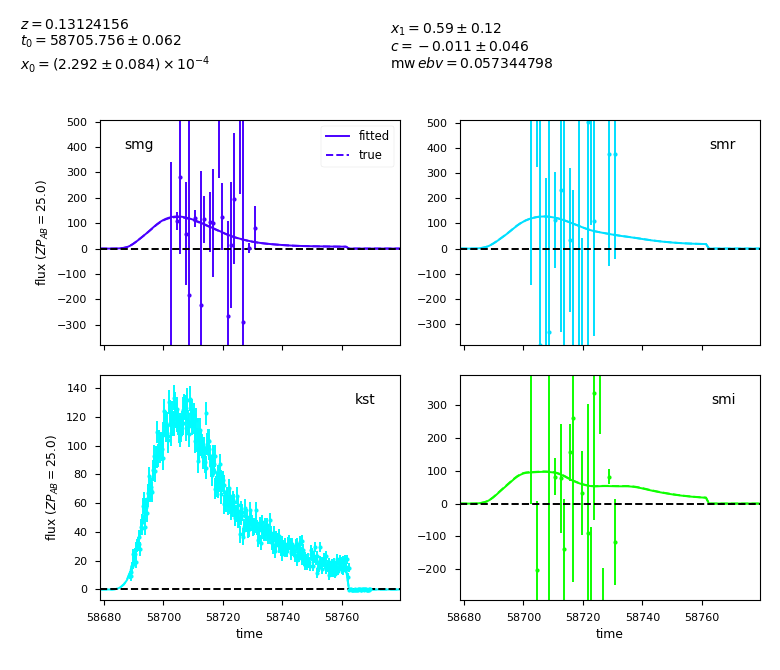 z = 0.13124156
t0 = 58705.756 ± 0.062
x0 = (2.292 ± 0.084) × 10^-4
x1 = 0.59 ± 0.12
c = −0.011 ± 0.046
mw ebv = 0.057344798
smg
fitted
true
500
400
300
200
100
0
−100
−200
−300
flux (ZP_AB = 25.0)
smr
500
400
300
200
100
0
−100
−200
−300
kst
140
120
100
80
60
40
20
0
flux (ZP_AB = 25.0)
58680 58700 58720 58740 58760
time
smi
300
200
100
0
−100
−200
58680 58700 58720 58740 58760
time